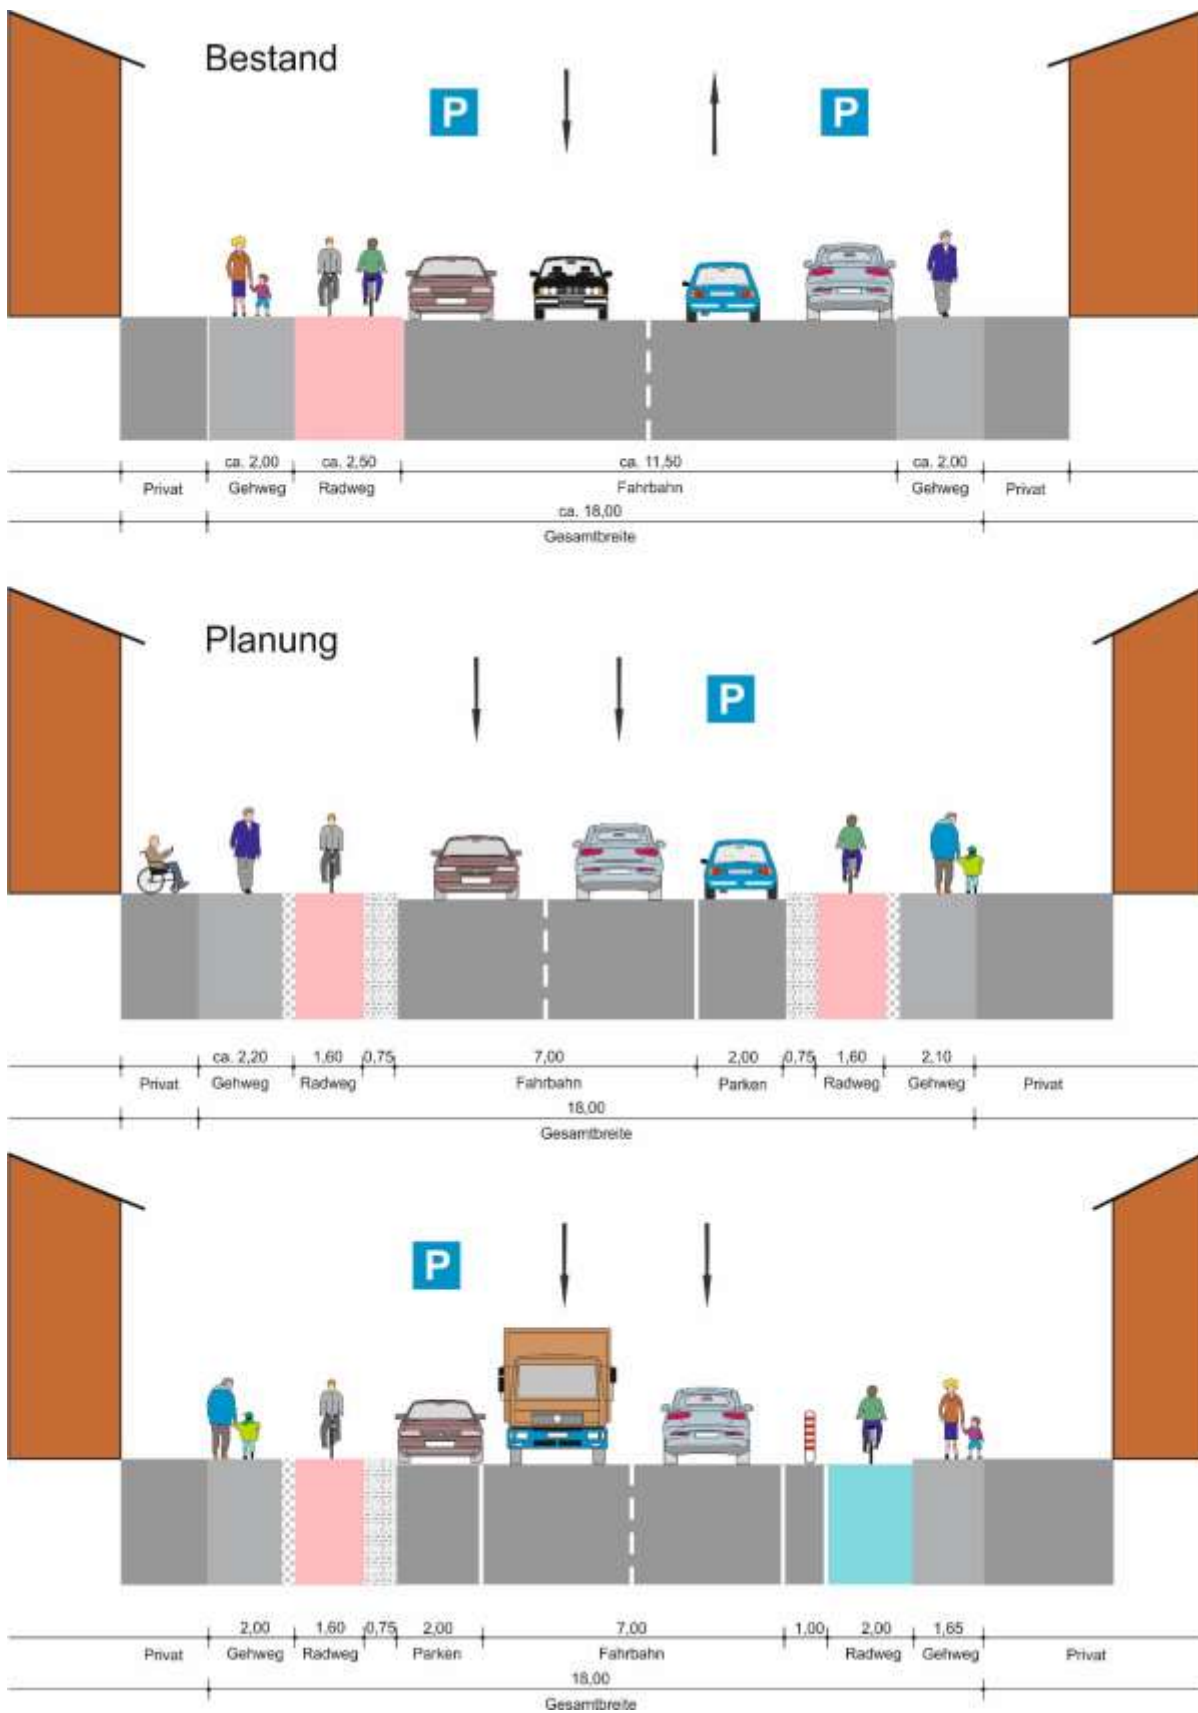 Bestand
P P
ca. 2,00 ca. 2,50 ca. 11,50 ca. 2,00
Privat Gehweg Radweg Fahrbahn Gehweg Privat
ca. 18,00
Gesamtbreite
Planung
P
ca. 2,20 1,60 0,75 7,00 2,00 0,75 1,60 2,10
Privat Gehweg Radweg Fahrbahn Parken Radweg Gehweg Privat
18,00
Gesamtbreite
P
2,00 1,60 0,75 2,00 7,00 1,00 2,00 1,65
Privat Gehweg Radweg Parken Fahrbahn Radweg Gehweg Privat
18,00
Gesamtbreite